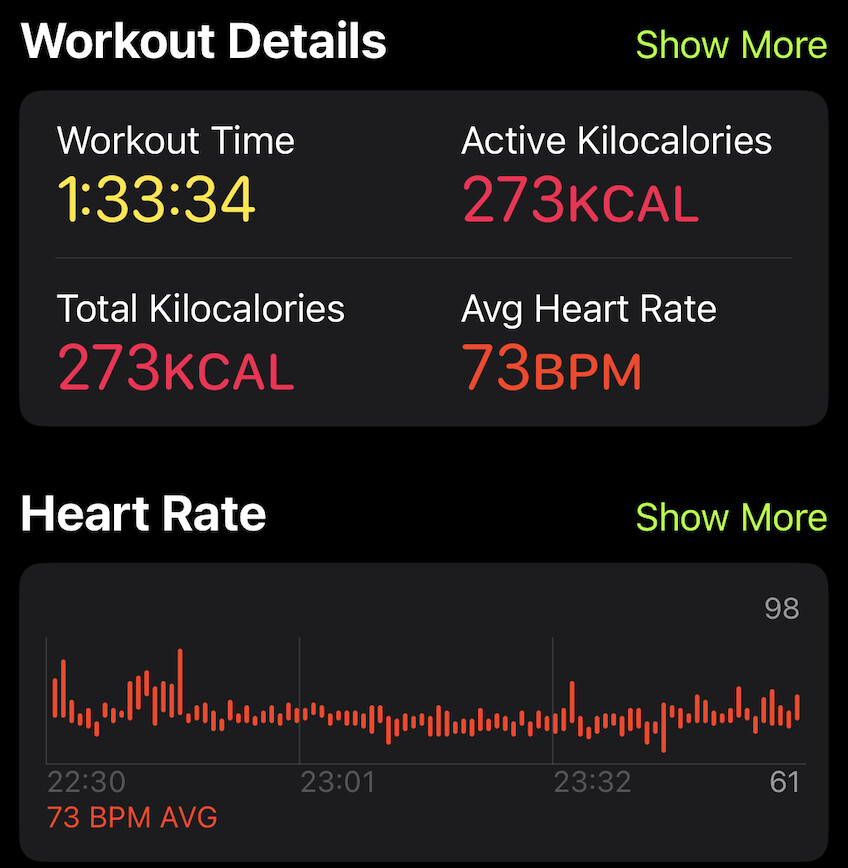 Workout Details Show More
Workout Time Active Kilocalories
1:33:34 273KCAL
Total Kilocalories Avg Heart Rate
273KCAL 73BPM
Heart Rate Show More
98
22:30 23:01 23:32 61
73 BPM AVG